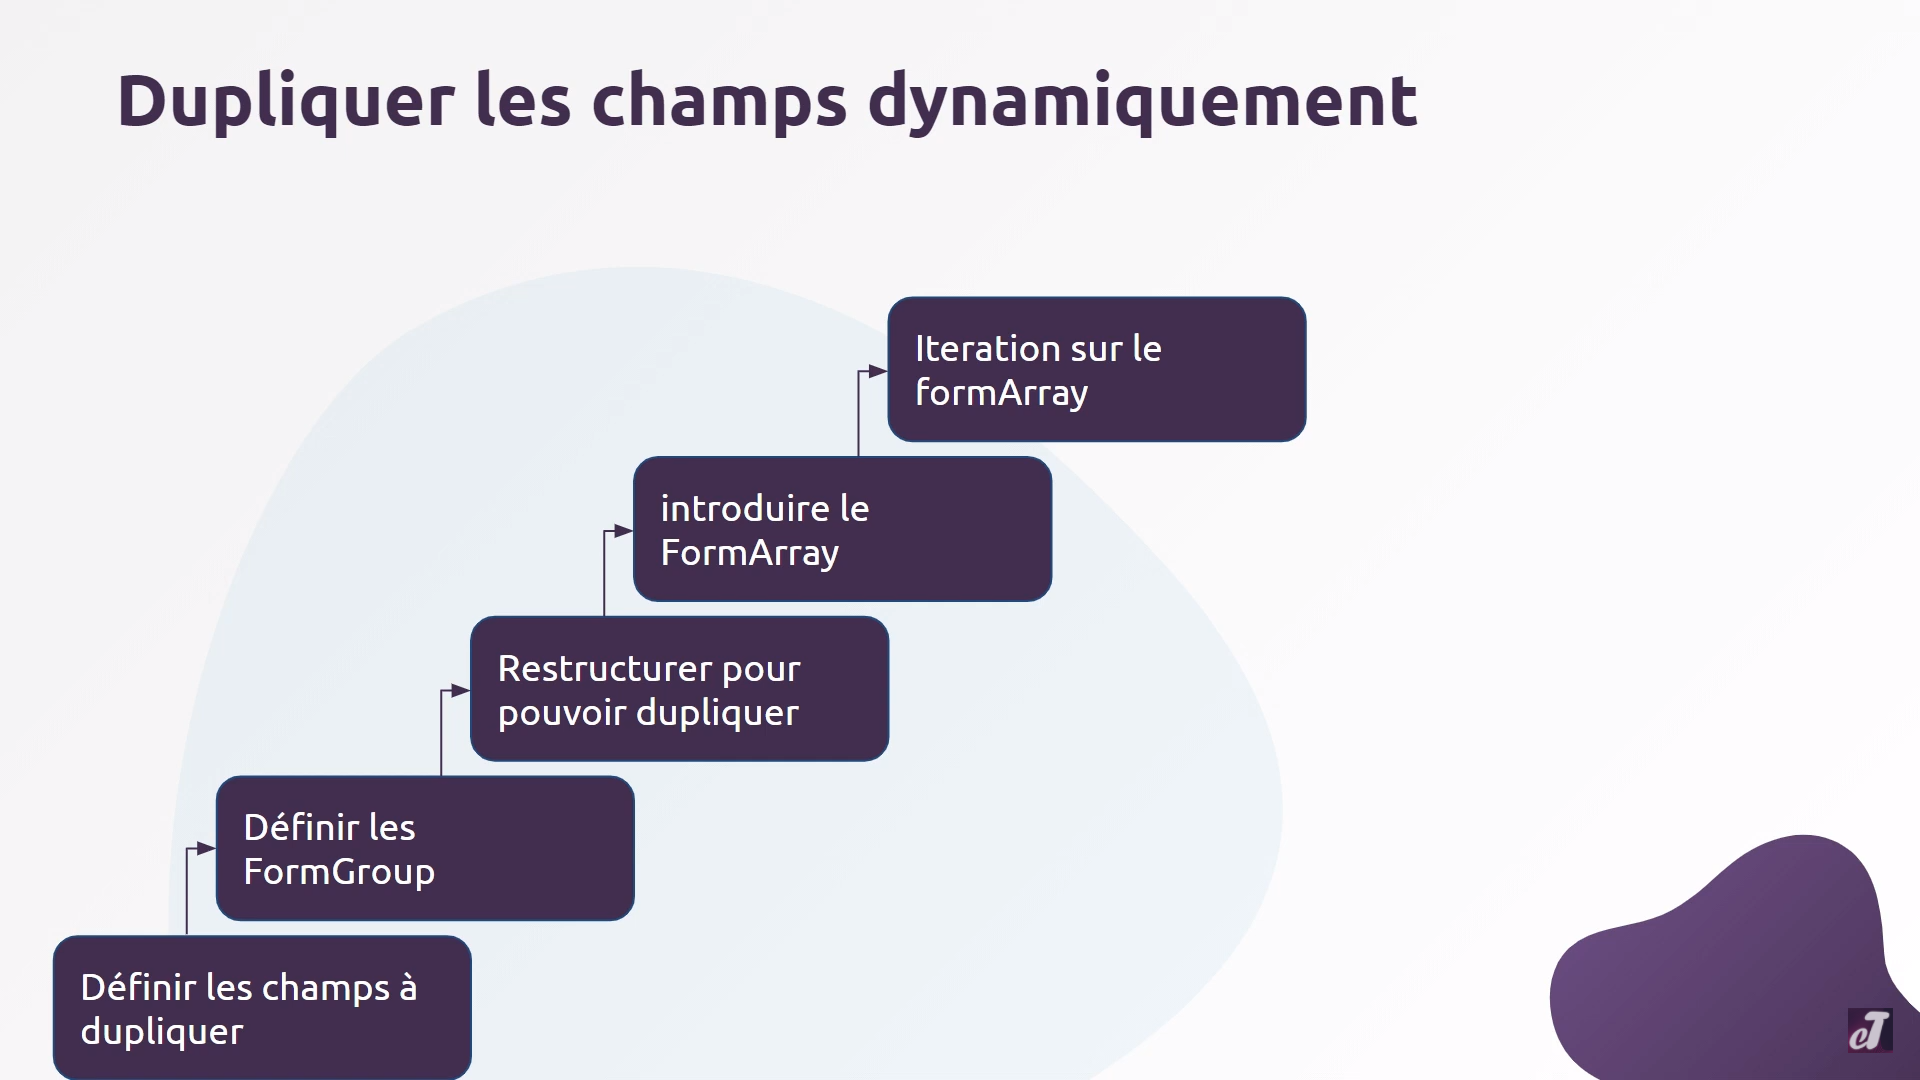 Dupliquer les champs dynamiquement
Iteration sur le
formArray
introduire le
FormArray
Restructurer pour
pouvoir dupliquer
Définir les
FormGroup
Définir les champs à
dupliquer
eT